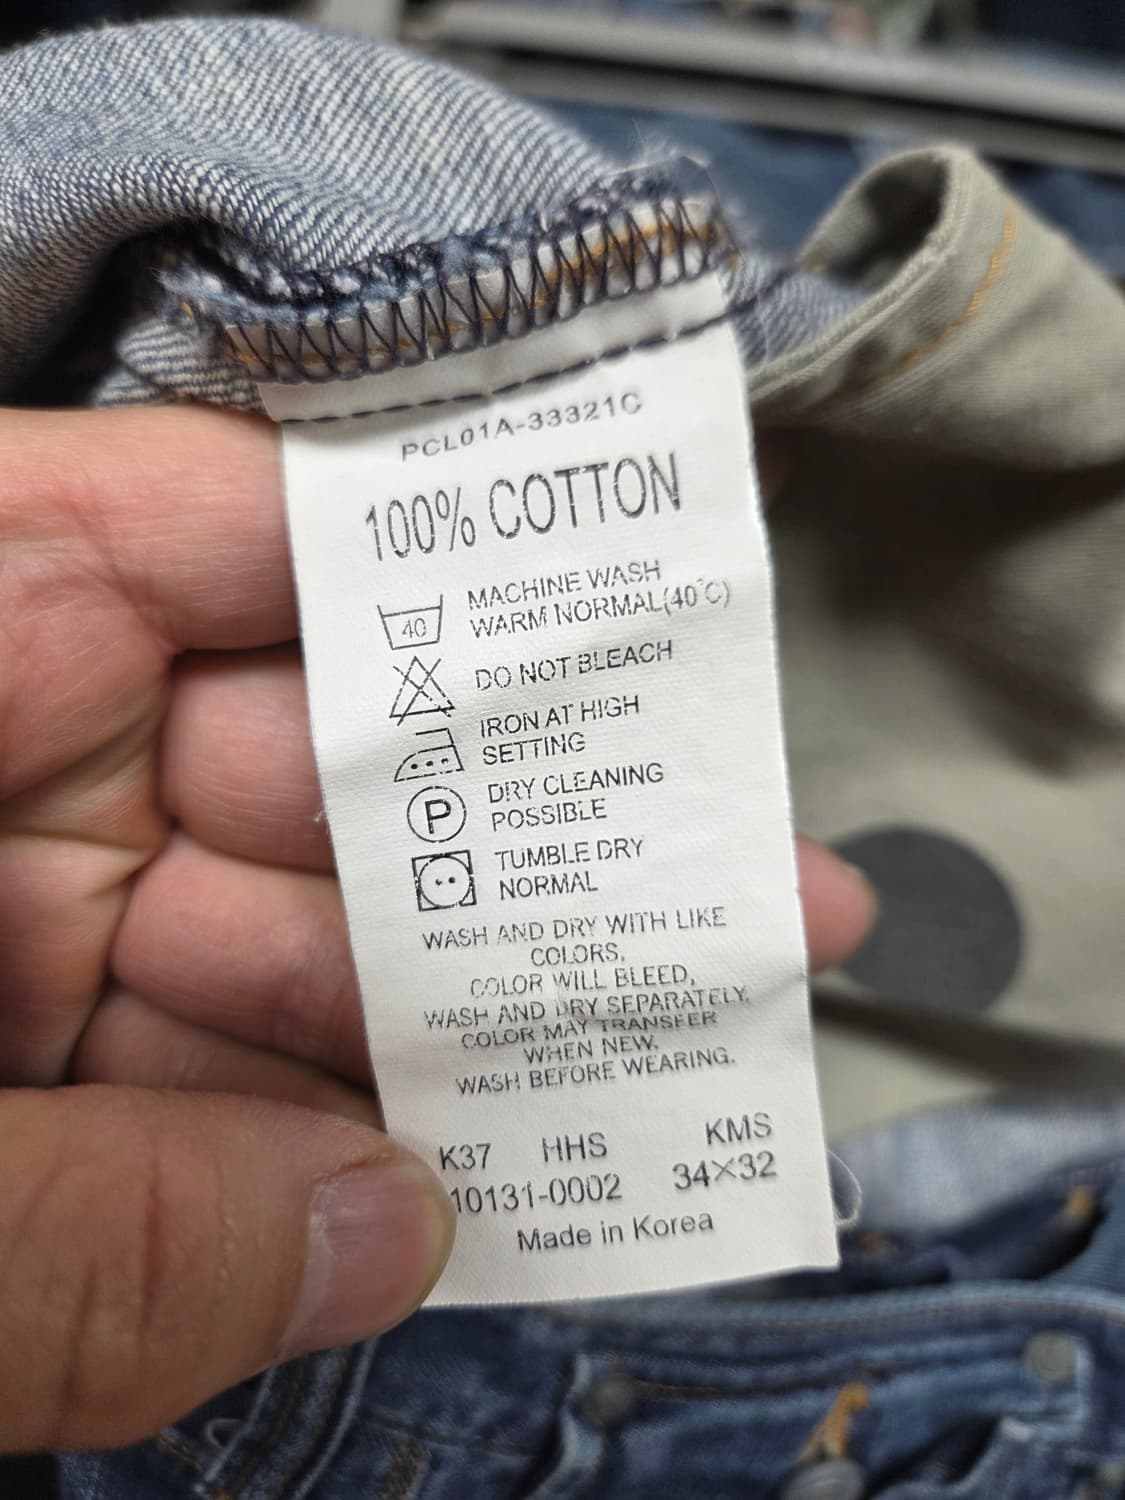 PCL01A-33321C
100% COTTON
40
MACHINE WASH
WARM NORMAL(40°C)
DO NOT BLEACH
IRON AT HIGH
SETTING
P
DRY CLEANING
POSSIBLE
TUMBLE DRY
NORMAL
WASH AND DRY WITH LIKE
COLORS,
COLOR WILL BLEED,
WASH AND DRY SEPARATELY.
COLOR MAY TRANSFER
WHEN NEW.
WASH BEFORE WEARING.
K37 HHS KMS
10131-0002 34×32
Made in Korea